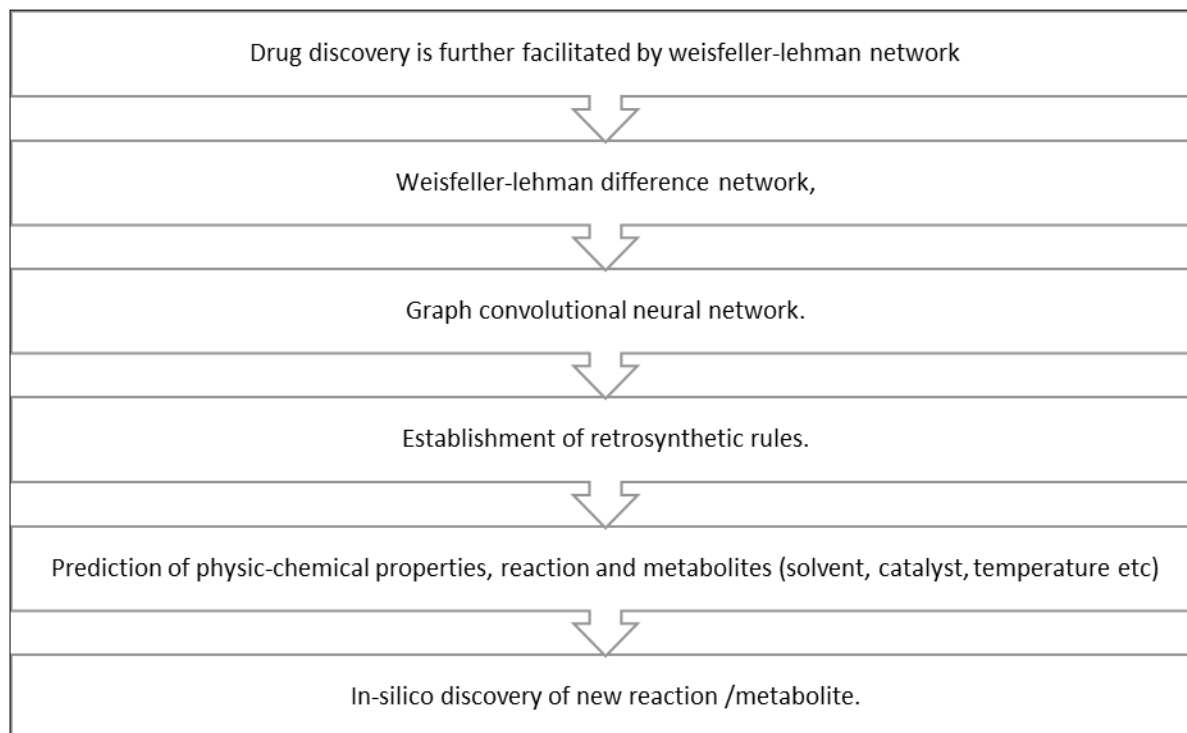 Drug discovery is further facilitated by weisfeller-lehman network
Weisfeller-lehman difference network,
Graph convolutional neural network.
Establishment of retrosynthetic rules.
Prediction of physic-chemical properties, reaction and metabolites (solvent, catalyst, temperature etc)
In-silico discovery of new reaction /metabolite.